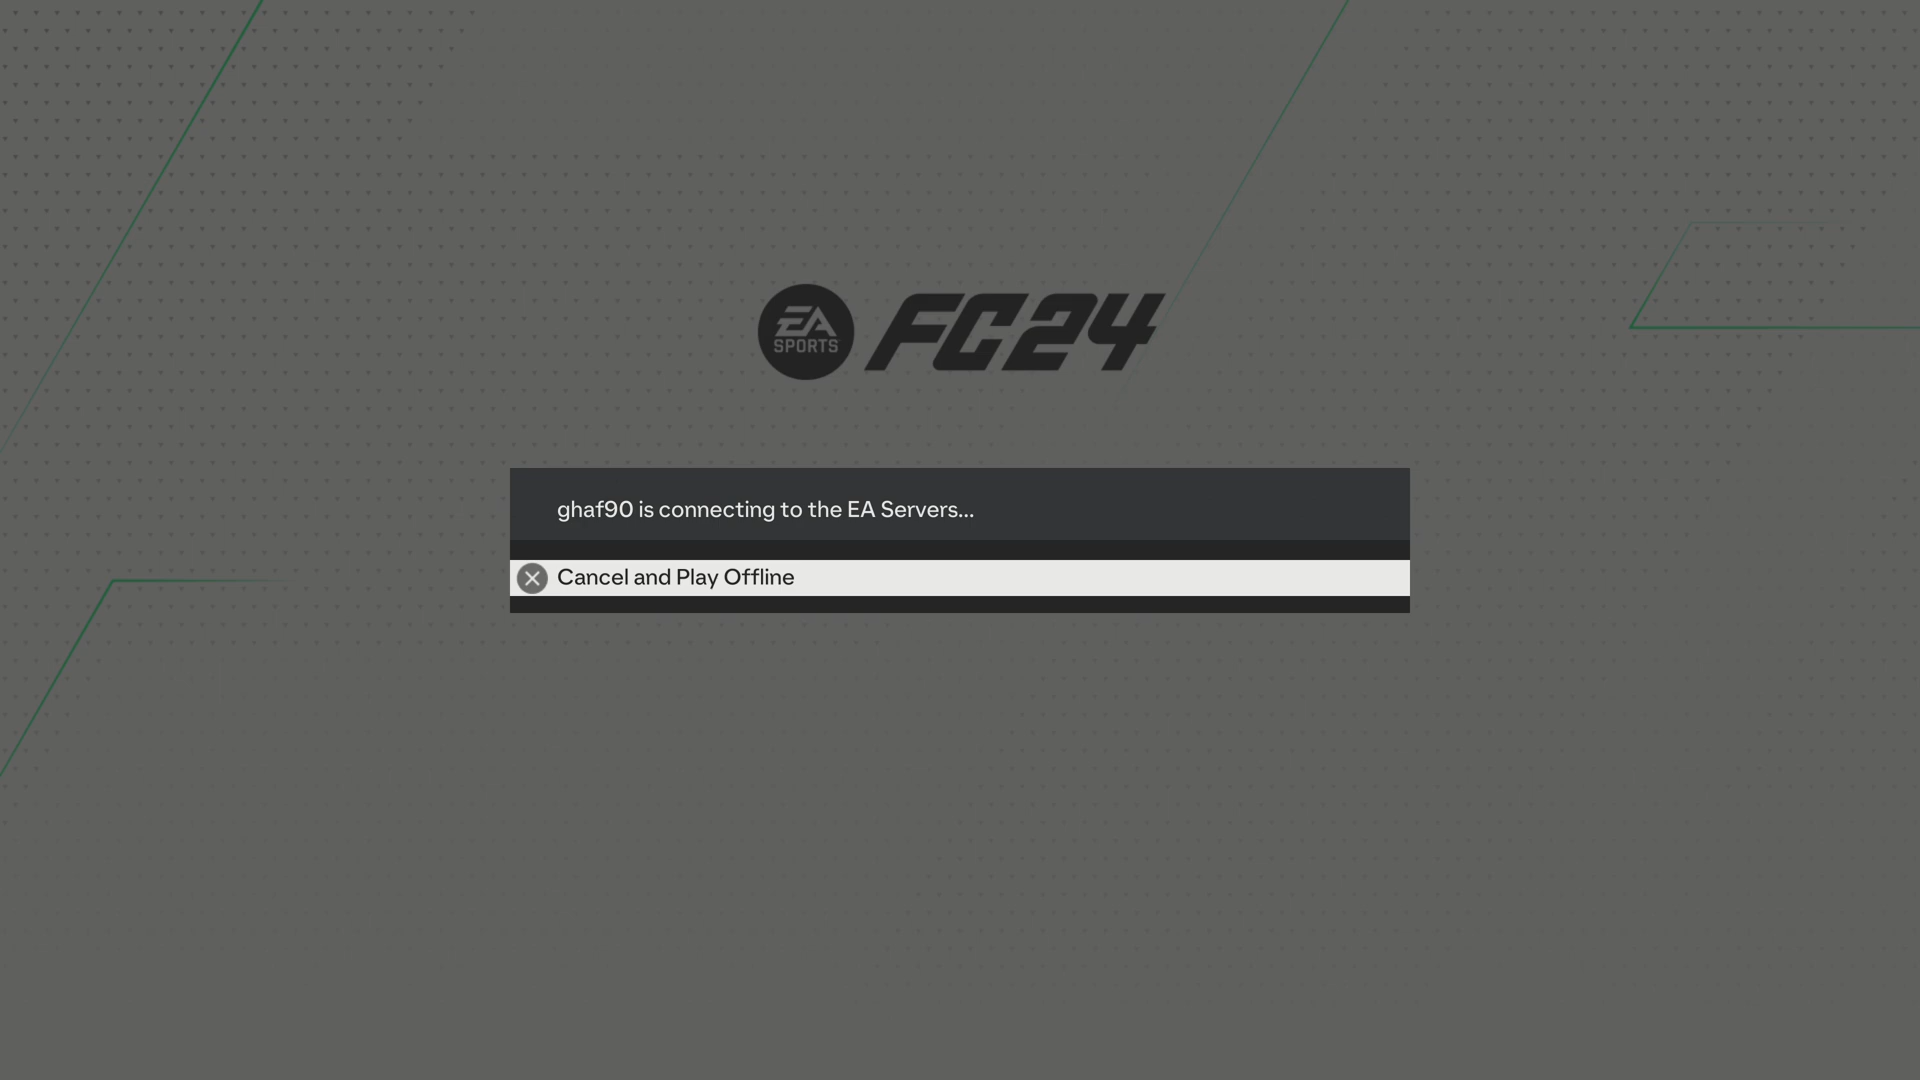 EA
SPORTS
FC24
ghaf90 is connecting to the EA Servers...
Cancel and Play Offline